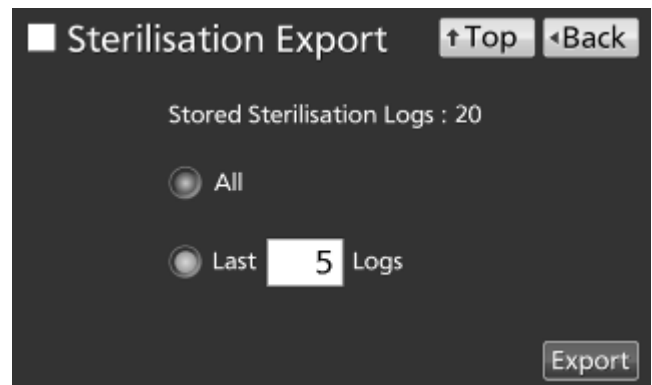 Sterilisation Export
Top
Back
Stored Sterilisation Logs : 20
All
Last 5 Logs
Export